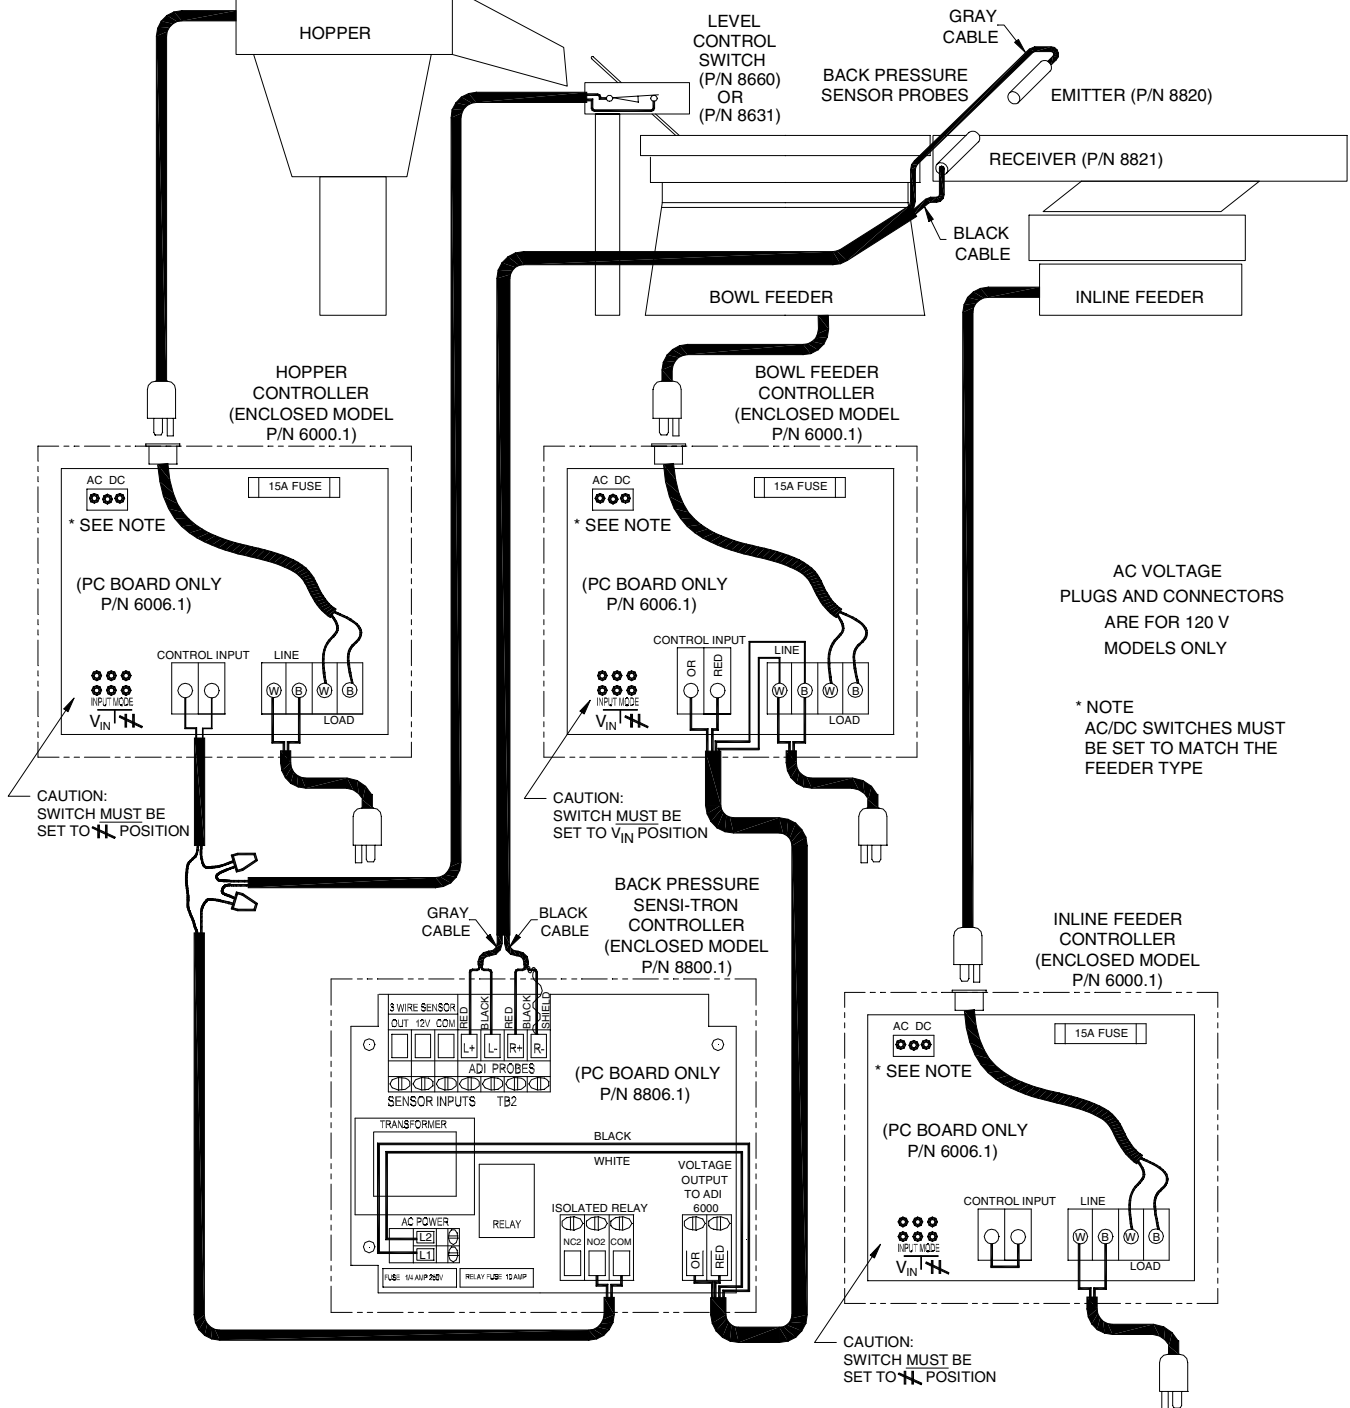 HOPPER
LEVEL
CONTROL
SWITCH
(P/N 8660)
OR
(P/N 8631)
GRAY
CABLE
BACK PRESSURE
SENSOR PROBES
EMITTER (P/N 8820)
RECEIVER (P/N 8821)
BLACK
CABLE
BOWL FEEDER
INLINE FEEDER
HOPPER
CONTROLLER
(ENCLOSED MODEL
P/N 6000.1)
AC DC
15A FUSE
* SEE NOTE
(PC BOARD ONLY
P/N 6006.1)
CONTROL INPUT
LINE
W B W B
LOAD
INPUT MODE
VIN
CAUTION:
SWITCH MUST BE
SET TO POSITION
BOWL FEEDER
CONTROLLER
(ENCLOSED MODEL
P/N 6000.1)
AC DC
15A FUSE
* SEE NOTE
(PC BOARD ONLY
P/N 6006.1)
CONTROL INPUT
OR
RED
LINE
W B W B
LOAD
INPUT MODE
VIN
CAUTION:
SWITCH MUST BE
SET TO VIN POSITION
AC VOLTAGE
PLUGS AND CONNECTORS
ARE FOR 120 V
MODELS ONLY
* NOTE
AC/DC SWITCHES MUST
BE SET TO MATCH THE
FEEDER TYPE
BACK PRESSURE
SENSI-TRON
CONTROLLER
(ENCLOSED MODEL
P/N 8800.1)
GRAY
CABLE
BLACK
CABLE
3 WIRE SENSOR
OUT 12V COM
RED
BLACK
RED
BLACK
SHIELD
L+ L- R+ R-
ADI PROBES
SENSOR INPUTS TB2
(PC BOARD ONLY
P/N 8806.1)
TRANSFORMER
BLACK
WHITE
RELAY
AC POWER
L2
L1
FUSE 1/4 AMP 250V
RELAY FUSE 10 AMP
ISOLATED RELAY
NC2 NO2 COM
VOLTAGE
OUTPUT
TO ADI
6000
OR
RED
INLINE FEEDER
CONTROLLER
(ENCLOSED MODEL
P/N 6000.1)
AC DC
15A FUSE
* SEE NOTE
(PC BOARD ONLY
P/N 6006.1)
CONTROL INPUT
LINE
W B W B
LOAD
INPUT MODE
VIN
CAUTION:
SWITCH MUST BE
SET TO POSITION